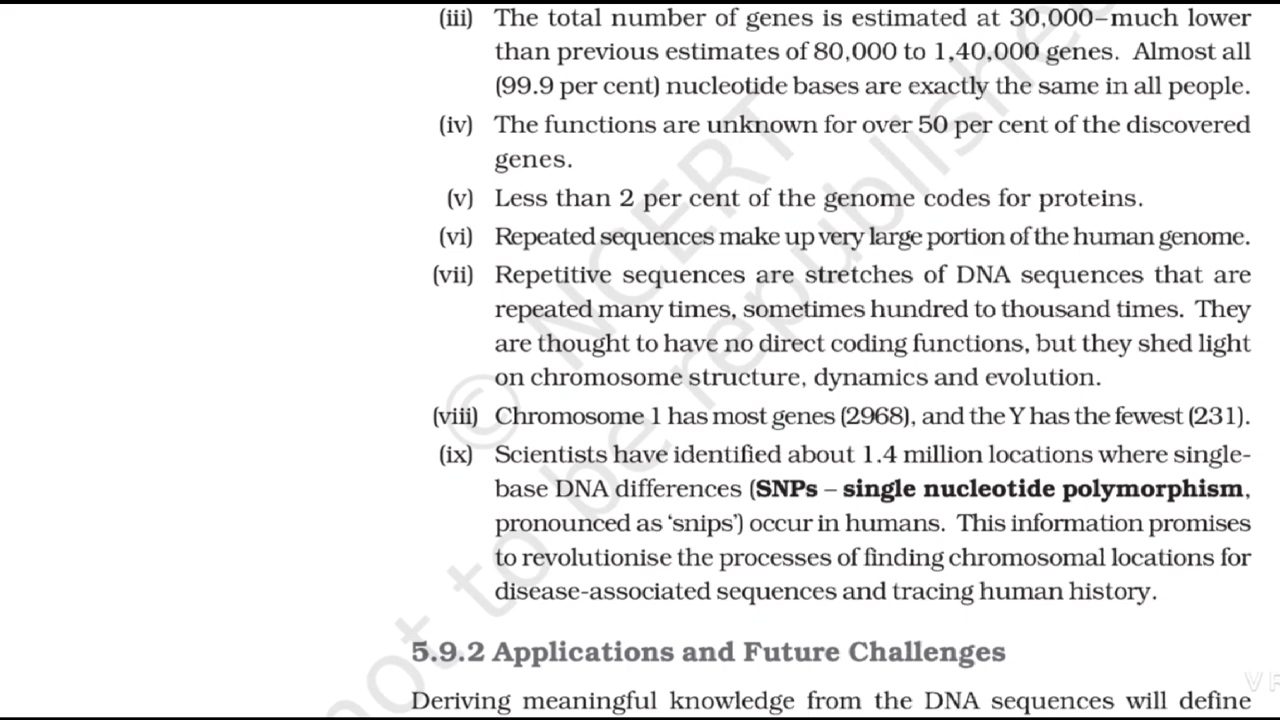 (iii) The total number of genes is estimated at 30,000–much lower
than previous estimates of 80,000 to 1,40,000 genes. Almost all
(99.9 per cent) nucleotide bases are exactly the same in all people.
(iv) The functions are unknown for over 50 per cent of the discovered
genes.
(v) Less than 2 per cent of the genome codes for proteins.
(vi) Repeated sequences make up very large portion of the human genome.
(vii) Repetitive sequences are stretches of DNA sequences that are
repeated many times, sometimes hundred to thousand times. They
are thought to have no direct coding functions, but they shed light
on chromosome structure, dynamics and evolution.
(viii) Chromosome 1 has most genes (2968), and the Y has the fewest (231).
(ix) Scientists have identified about 1.4 million locations where single-
base DNA differences (SNPs – single nucleotide polymorphism,
pronounced as ‘snips’) occur in humans. This information promises
to revolutionise the processes of finding chromosomal locations for
disease-associated sequences and tracing human history.
5.9.2 Applications and Future Challenges
Deriving meaningful knowledge from the DNA sequences will define
© NCERT
not to be republished